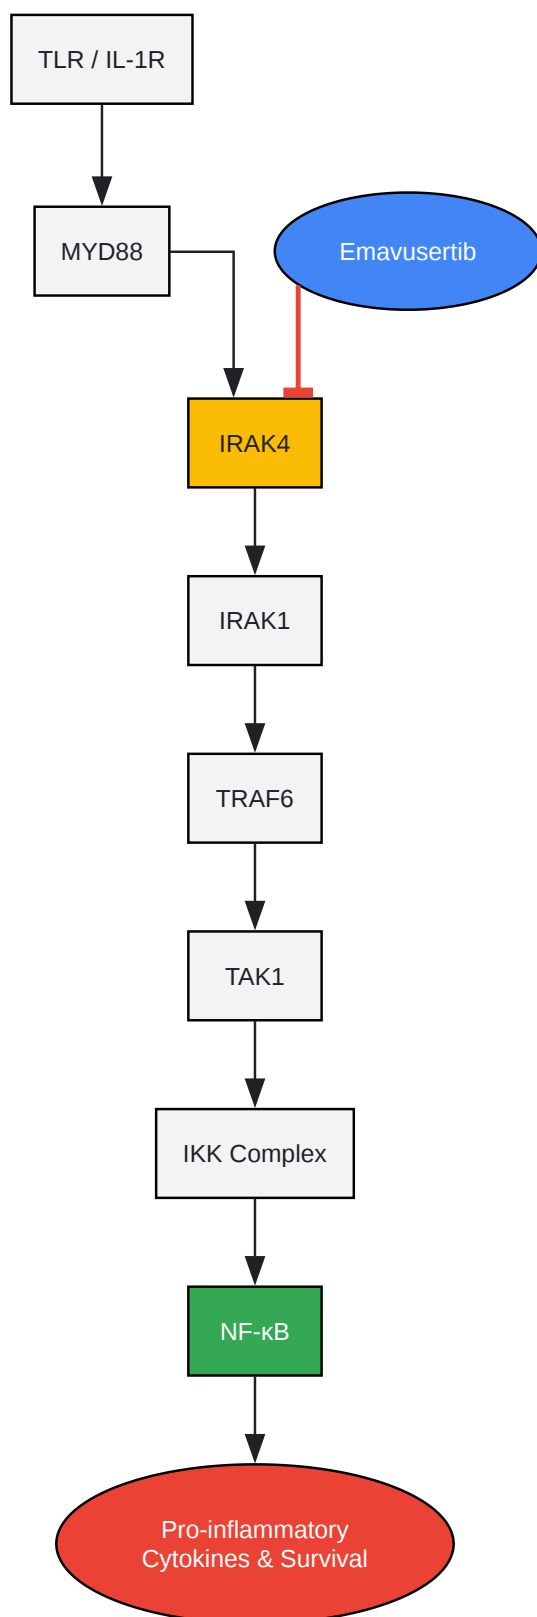 TLR / IL-1R
MYD88
Emavusertib
IRAK4
IRAK1
TRAF6
TAK1
IKK Complex
NF-κB
Pro-inflammatory
Cytokines & Survival